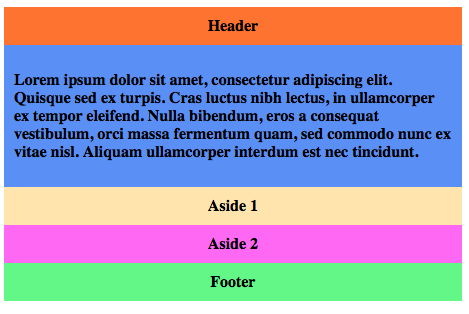 Header
Lorem ipsum dolor sit amet, consectetur adipiscing elit.
Quisque sed ex turpis. Cras luctus nibh lectus, in ullamcorper
ex tempor eleifend. Nulla bibendum, eros a consequat
vestibulum, orci massa fermentum quam, sed commodo nunc ex
vitae nisl. Aliquam ullamcorper interdum est nec tincidunt.
Aside 1
Aside 2
Footer